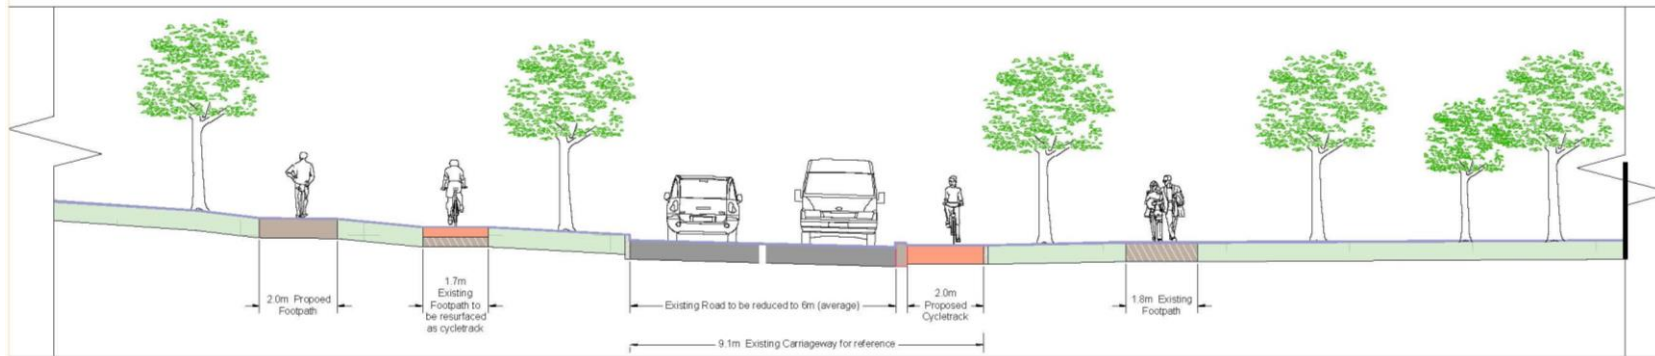 2.0m Propoed
Footpath
1.7m
Existing
Footpath to
be resurfaced
as cycletrack
Existing Road to be reduced to 6m (average)
2.0m
Proposed
Cycletrack
1.8m Existing
Footpath
9.1m Existing Carriageway for reference